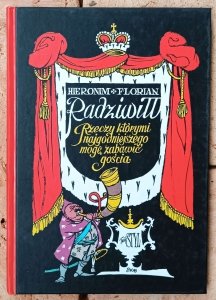 HIERONIM FLORIAN
Radziwiłł
Rzeczy którymi
najgodniejszego
mogę zabawić
gościa